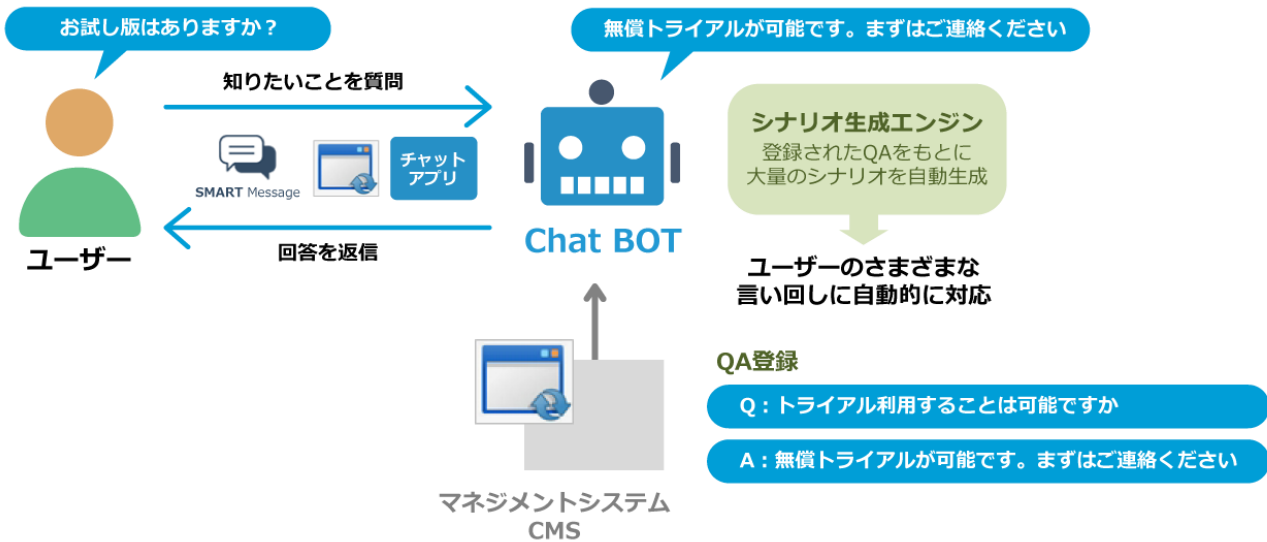 お試し版はありますか？
無償トライアルが可能です。まずはご連絡ください
知りたいことを質問
SMART Message
チャット
アプリ
回答を返信
ユーザー
Chat BOT
シナリオ生成エンジン
登録されたQAをもとに
大量のシナリオを自動生成
ユーザーのさまざまな
言い回しに自動的に対応
QA登録
Q：トライアル利用することは可能ですか
A：無償トライアルが可能です。まずはご連絡ください
マネジメントシステム
CMS